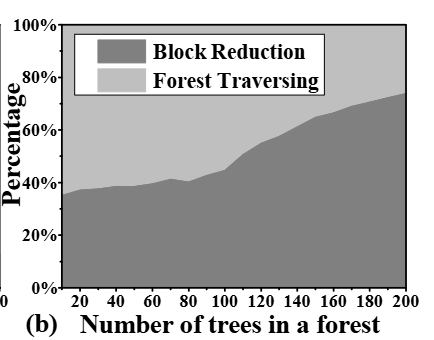 100%
Block Reduction
Forest Traversing
80%
60%
40%
20%
0%
Percentage
0 20 40 60 80 100 120 140 160 180 200
(b) Number of trees in a forest